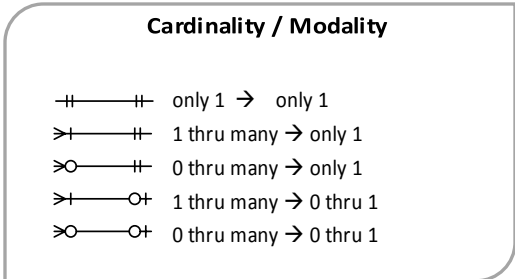 Cardinality / Modality
only 1 → only 1
1 thru many → only 1
0 thru many → only 1
1 thru many → 0 thru 1
0 thru many → 0 thru 1